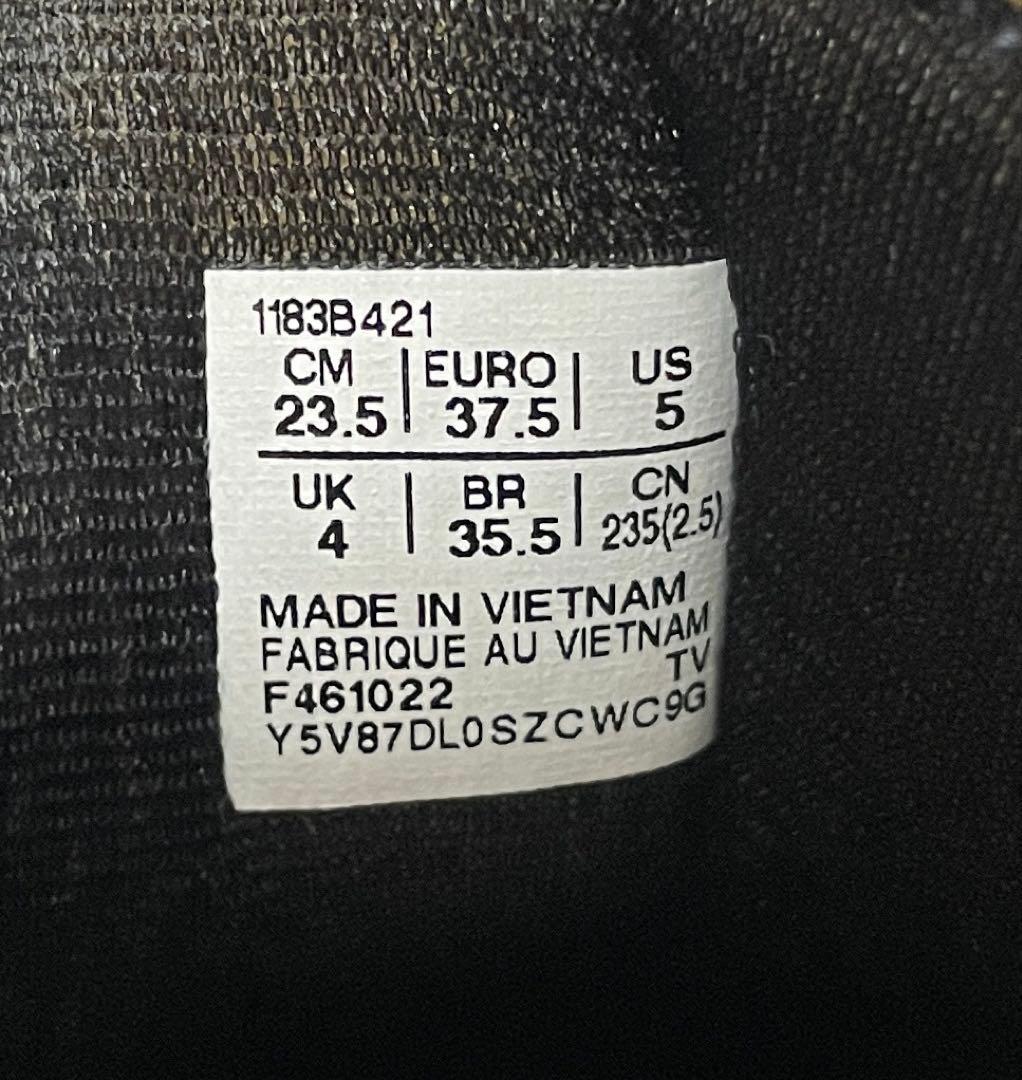 1183B421
CM | EURO | US
23.5 | 37.5 | 5
UK | BR | CN
4 | 35.5 | 235(2.5)
MADE IN VIETNAM
FABRIQUE AU VIETNAM
TV
F461022
Y5V87DL0SZCWC9G